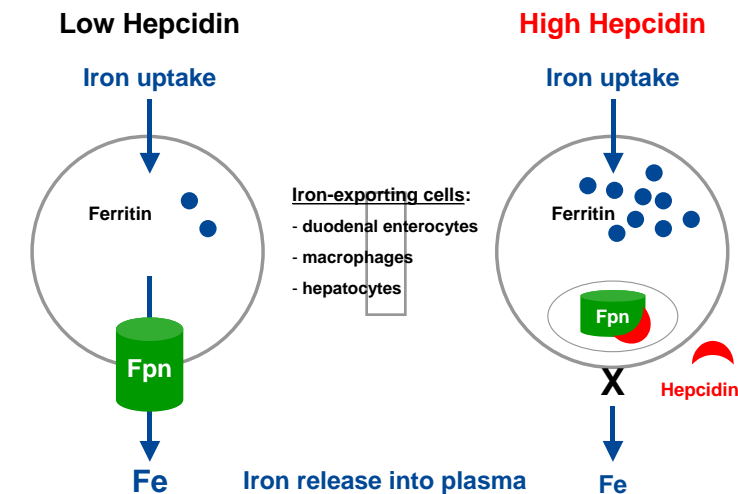 Low Hepcidin
High Hepcidin
Iron uptake
Iron uptake
Ferritin
Iron-exporting cells:
- duodenal enterocytes
- macrophages
- hepatocytes
Ferritin
Fpn
Fpn
X
Hepcidin
Fe
Iron release into plasma
Fe